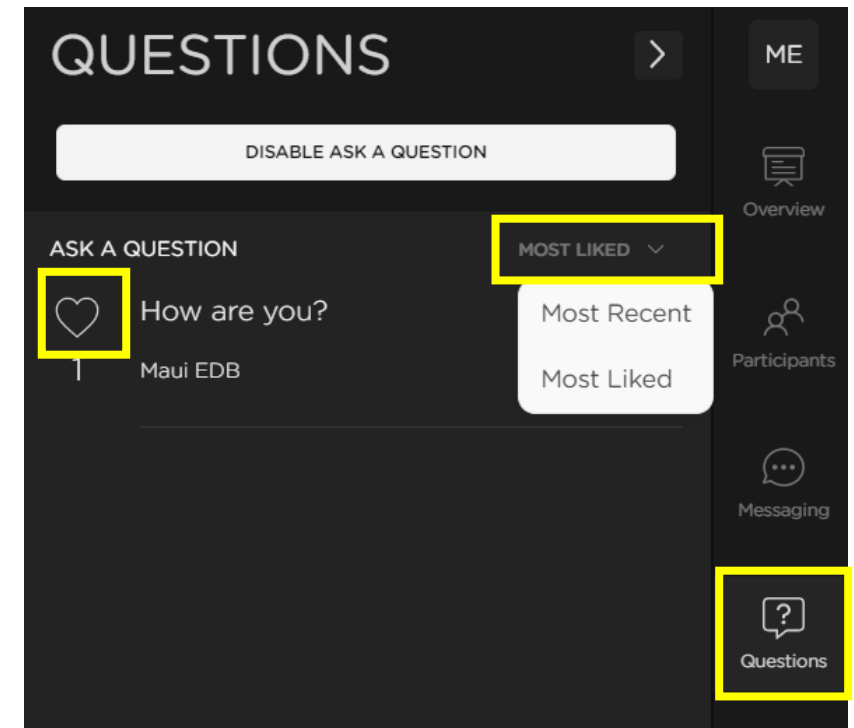 QUESTIONS
ME
DISABLE ASK A QUESTION
Overview
ASK A QUESTION
MOST LIKED
How are you?
Most Recent
1
Maui EDB
Most Liked
Participants
Messaging
Questions